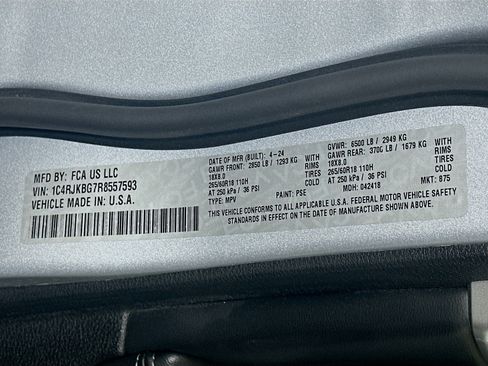 MFD BY: FCA US LLC
VIN: 1C4RJKBG7R8557593
VEHICLE MADE IN: U.S.A.
DATE OF MFR (BUILT): 4-24
GAWR FRONT: 2850 LB / 1293 KG
18X8.0 RIMS
265/60R18 110H TIRES
AT 250 kPa / 36 PSI COLD
TYPE: MPV PAINT: PSE
GVWR: 6500 LB / 2949 KG
GAWR REAR: 3700 LB / 1679 KG
18X8.0 RIMS
265/60R18 110H TIRES
AT 250 kPa / 36 PSI COLD
MDH: 042418 MKT: B75
THIS VEHICLE CONFORMS TO ALL APPLICABLE U.S.A. FEDERAL MOTOR VEHICLE SAFETY
STANDARDS IN EFFECT ON THE DATE OF MANUFACTURE SHOWN ABOVE.